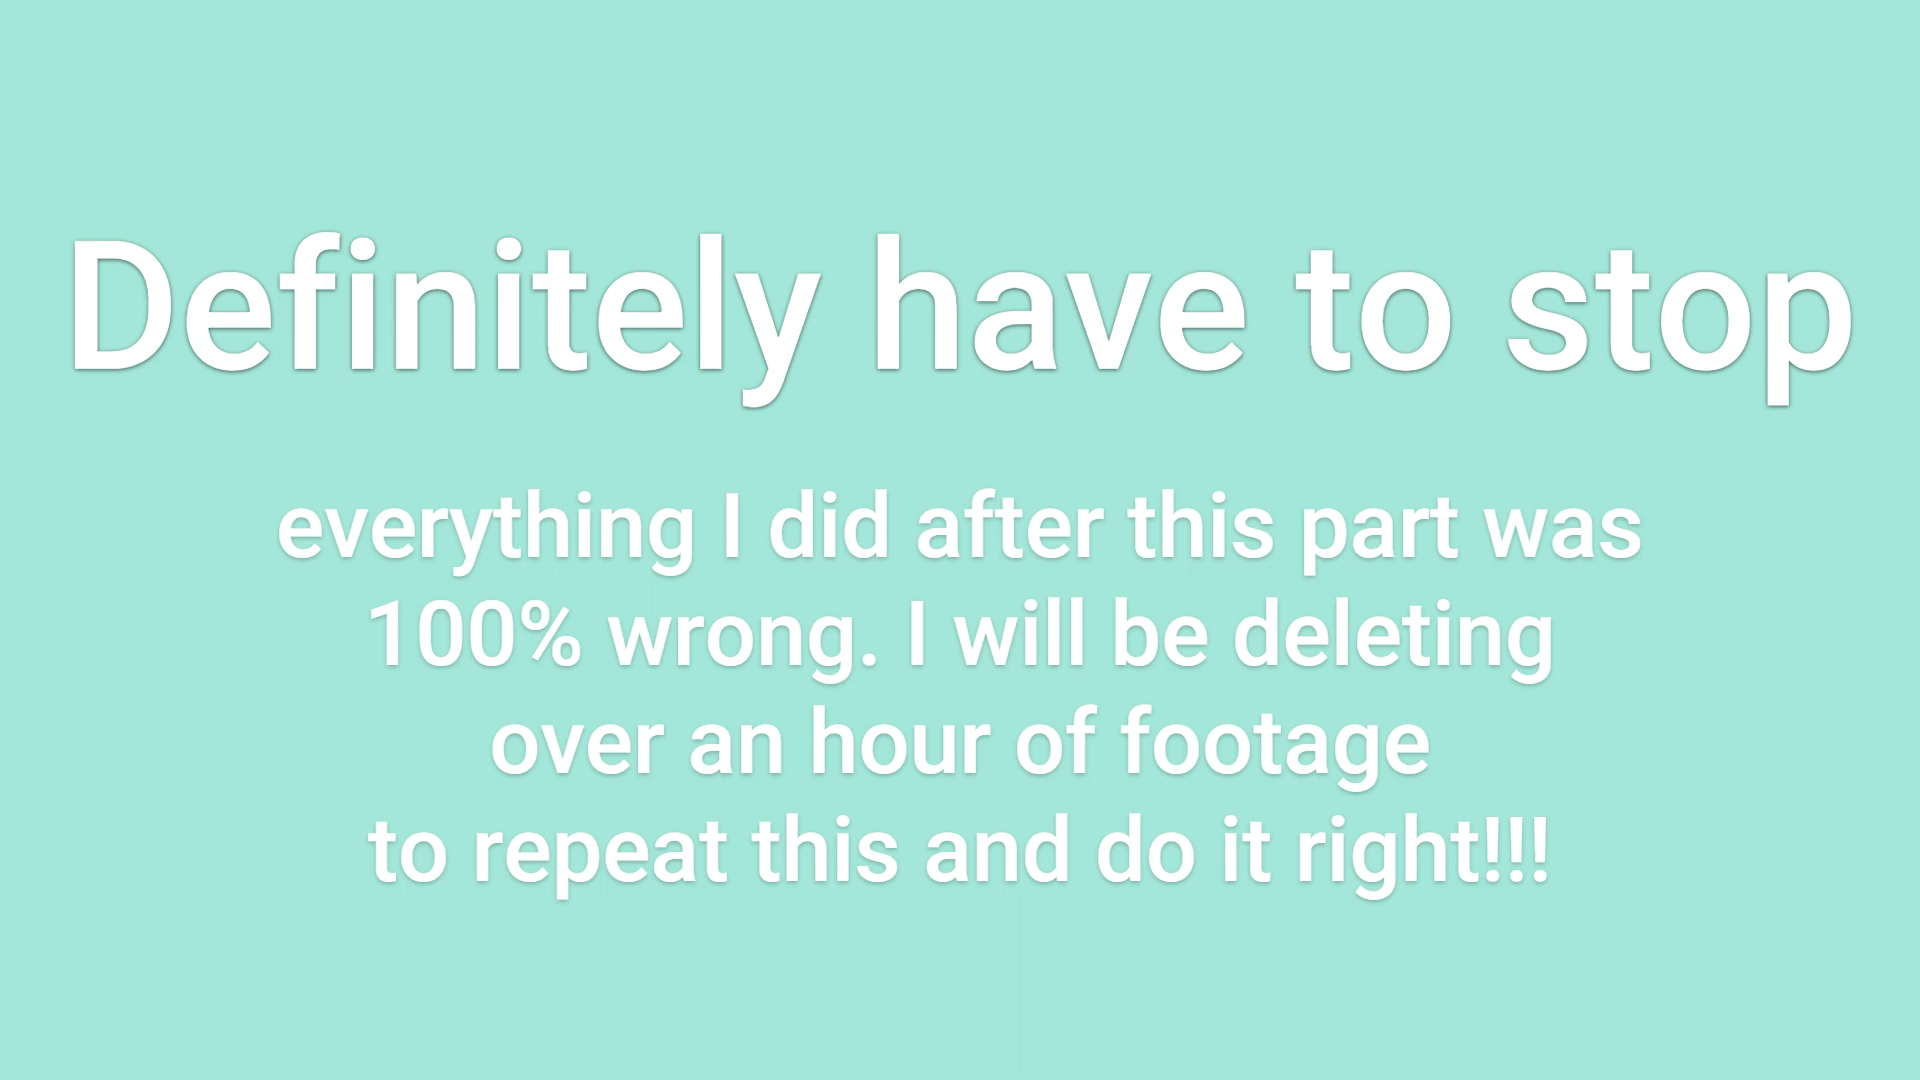 Definitely have to stop
everything I did after this part was
100% wrong. I will be deleting
over an hour of footage
to repeat this and do it right!!!